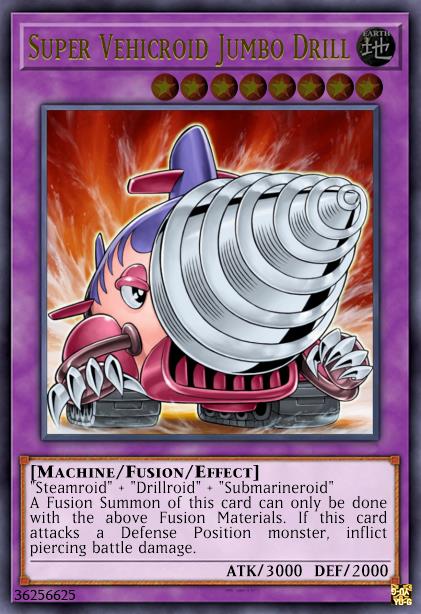 Super Vehicroid Jumbo Drill
EARTH
地
[Machine/Fusion/Effect]
"Steamroid" + "Drillroid" + "Submarineroid"
A Fusion Summon of this card can only be done
with the above Fusion Materials. If this card
attacks a Defense Position monster, inflict
piercing battle damage.
ATK/3000 DEF/2000
36256625